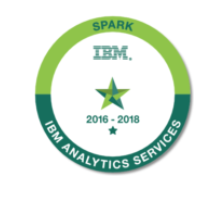 SPARK
IBM.
2016 - 2018
IBM ANALYTICS SERVICES